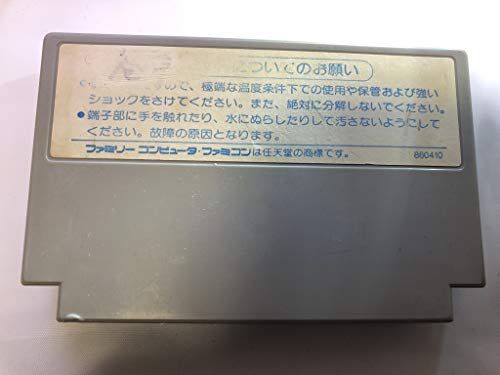 ついてのお願い
ので、極端な温度条件下での使用や保管および強い
ショックをさけてください。また、絶対に分解しないでください。
●端子部に手を触れたり、水にぬらしたりして汚さないようにして
ください。故障の原因となります。
ファミリーコンピュータ・ファミコンは任天堂の商標です。 860410